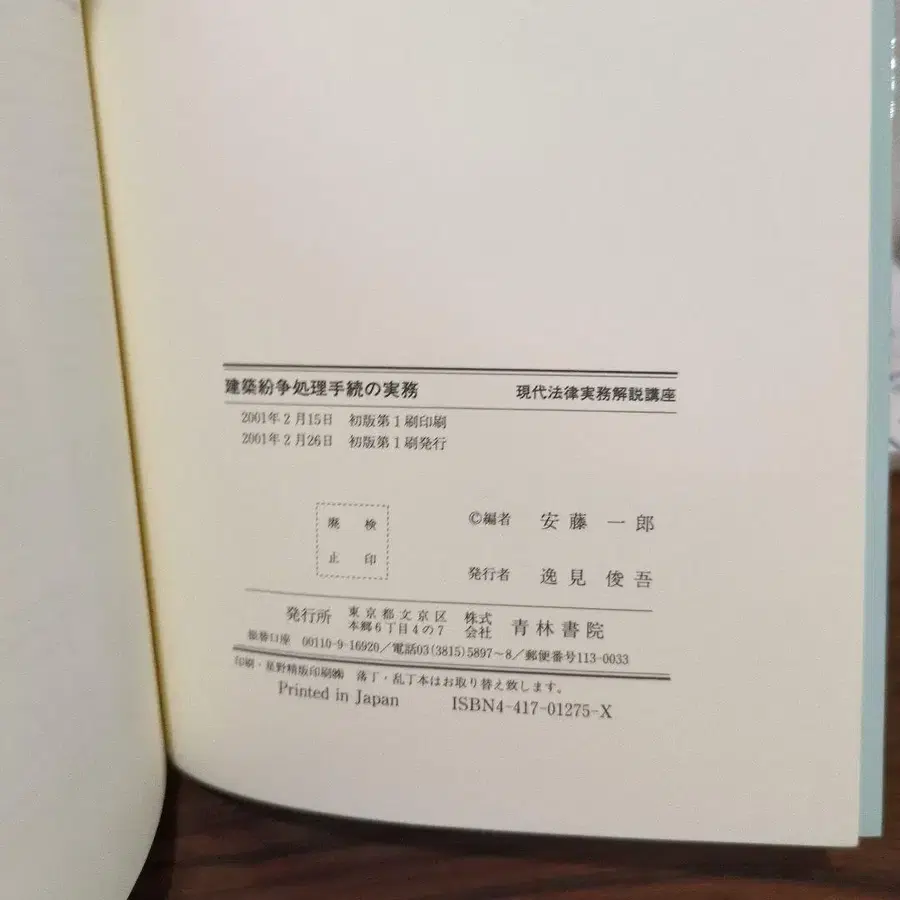 建築紛争処理手続の実務 現代法律実務解説講座
2001年2月15日 初版第1刷印刷
2001年2月26日 初版第1刷発行
廃 検
止 印
©編者 安藤一郎
発行者 逸見俊吾
発行所 東京都文京区本郷6丁目4の7 株式会社 青林書院
振替口座 00110-9-16920/電話03(3815)5897~8/郵便番号113-0033
印刷・星野精版印刷㈱ 落丁・乱丁本はお取り替え致します。
Printed in Japan ISBN4-417-01275-X